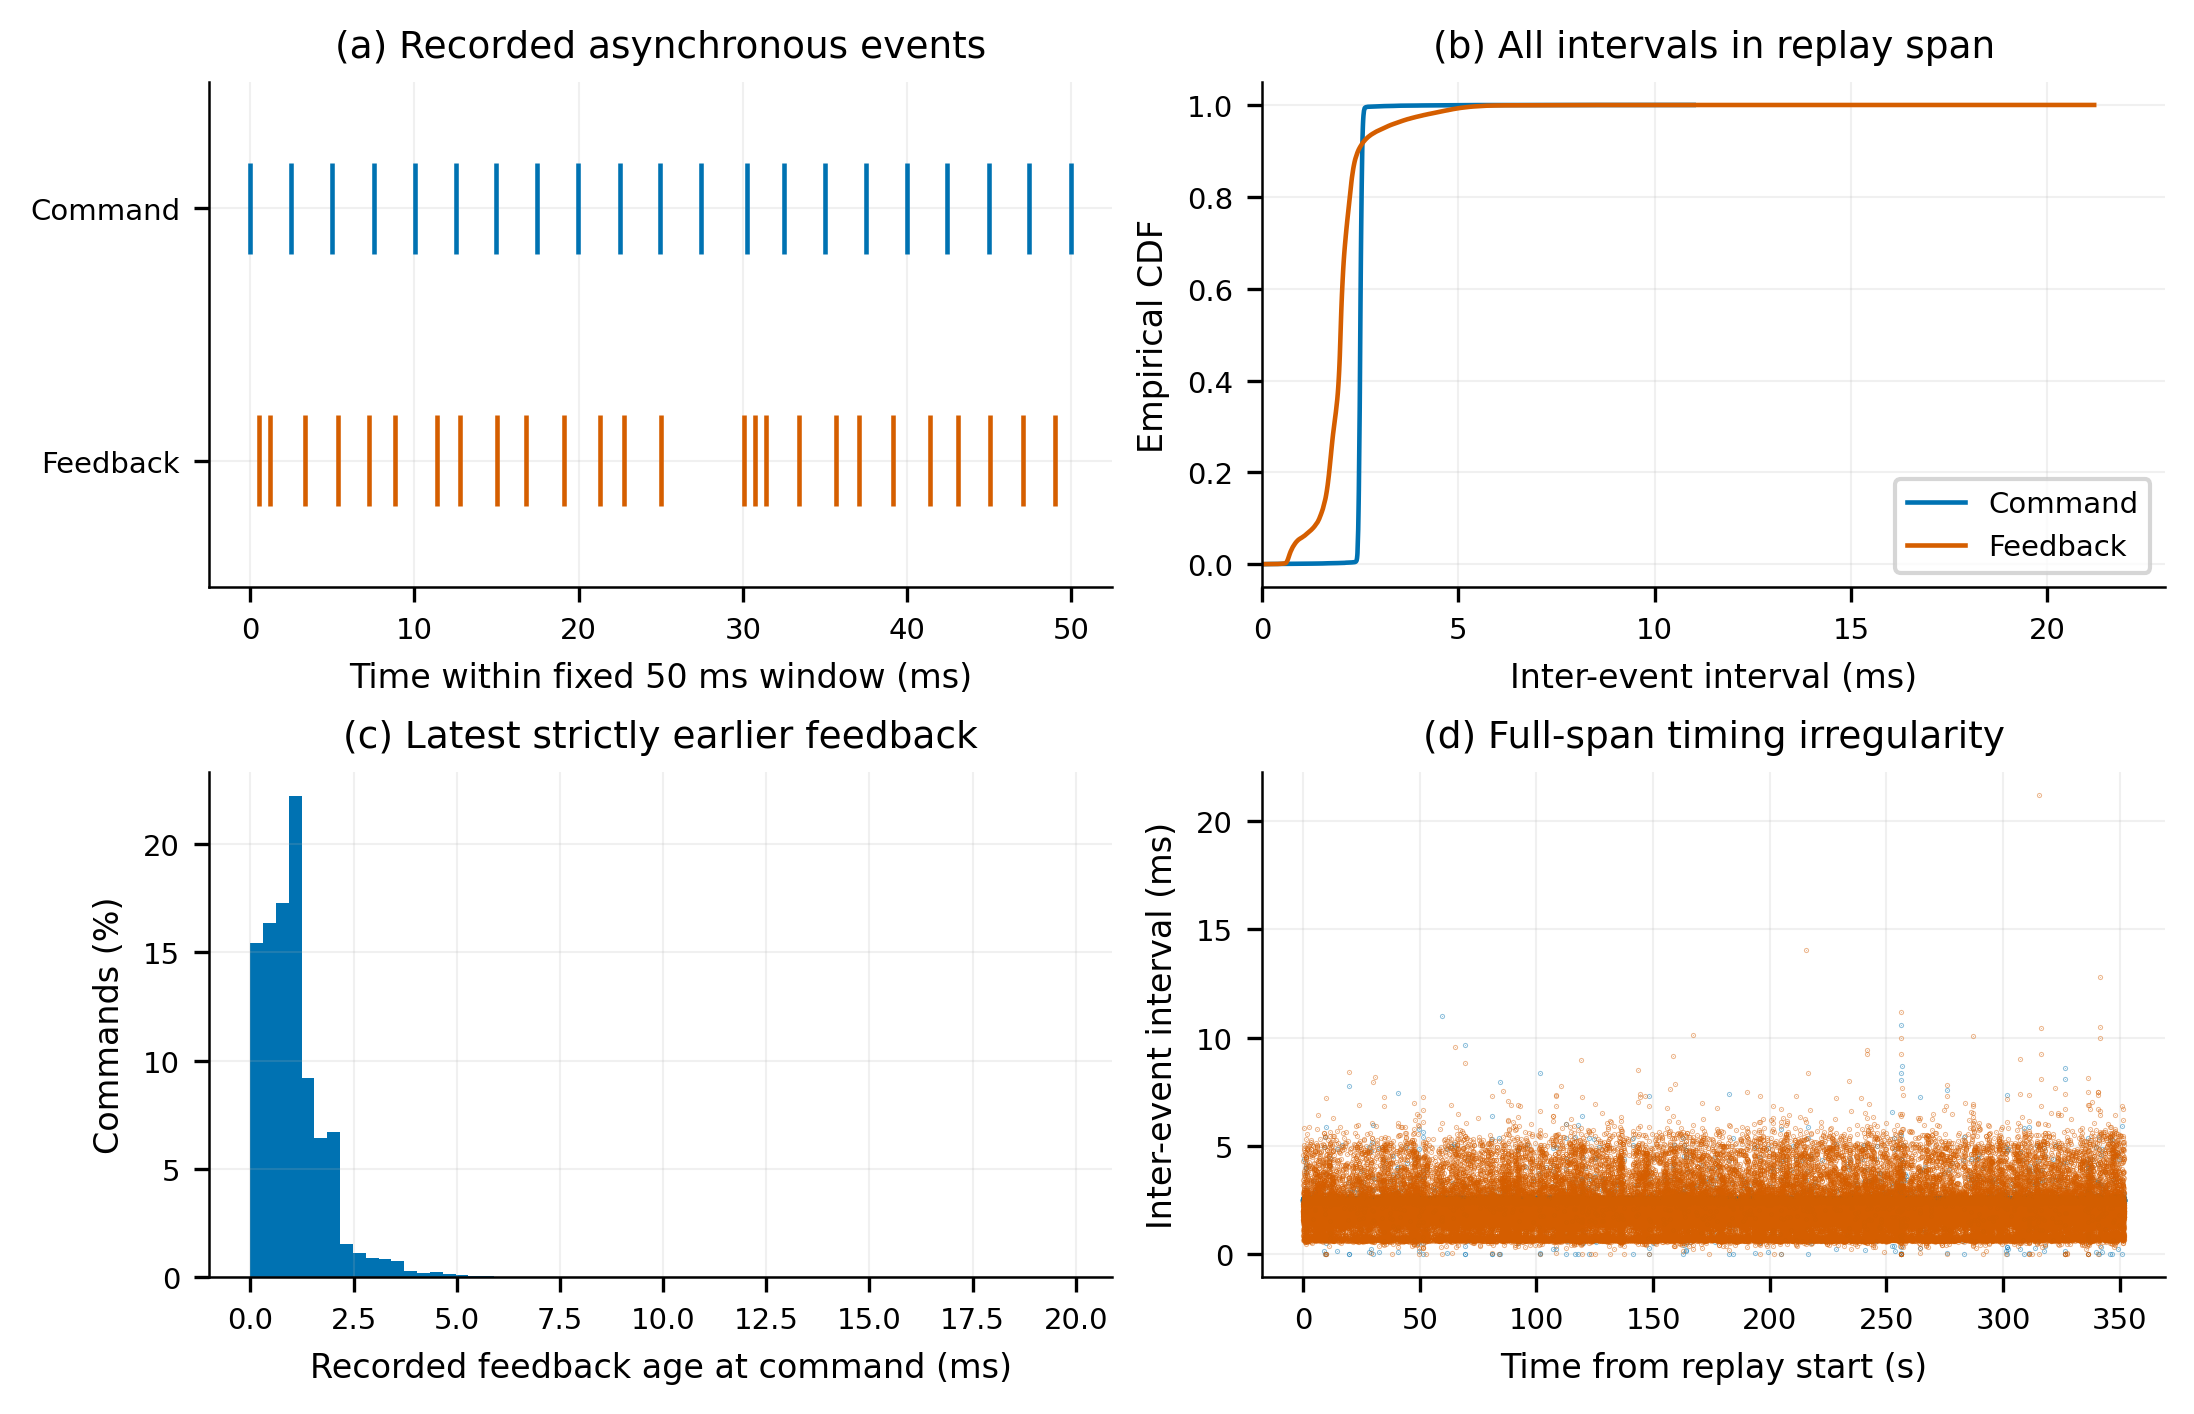 (a) Recorded asynchronous events
Command
Feedback
0 10 20 30 40 50
Time within fixed 50 ms window (ms)
(b) All intervals in replay span
Empirical CDF
1.0
0.8
0.6
0.4
0.2
0.0
Command
Feedback
0 5 10 15 20
Inter-event interval (ms)
(c) Latest strictly earlier feedback
Commands (%)
20
15
10
5
0
0.0 2.5 5.0 7.5 10.0 12.5 15.0 17.5 20.0
Recorded feedback age at command (ms)
(d) Full-span timing irregularity
Inter-event interval (ms)
20
15
10
5
0
0 50 100 150 200 250 300 350
Time from replay start (s)